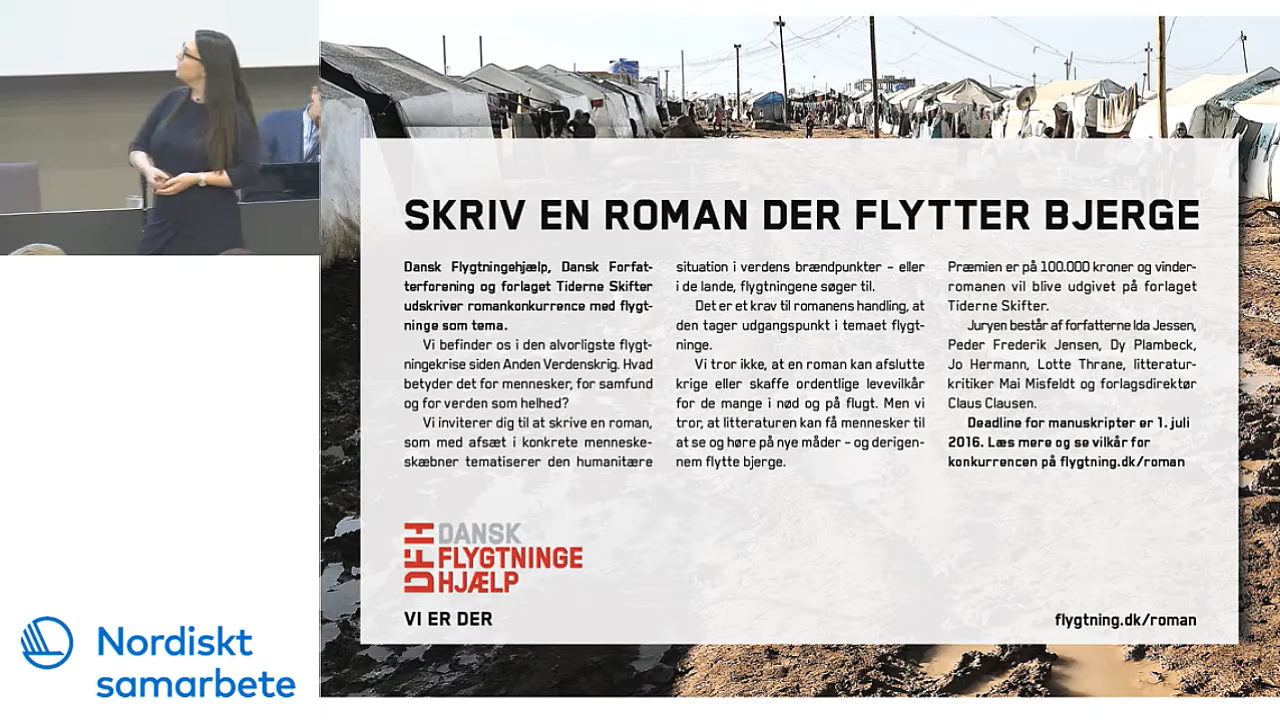 SKRIV EN ROMAN DER FLYTTER BJERGE
Dansk Flygtningehjælp, Dansk Forfat-
terforening og forlaget Tiderne Skifter
udskriver romankonkurrence med flygt-
ninge som tema.
Vi befinder os i den alvorligste flygt-
ningekrise siden Anden Verdenskrig. Hvad
betyder det for mennesker, for samfund
og for verden som helhed?
Vi inviterer dig til at skrive en roman,
som med afsæt i konkrete menneske-
skæbner tematiserer den humanitære
situation i verdens brændpunkter – eller
i de lande, flygtningene søger til.
Det er et krav til romanens handling, at
den tager udgangspunkt i temaet flygt-
ninge.
Vi tror ikke, at en roman kan afslutte
krige eller skaffe ordentlige levevilkår
for de mange i nød og på flugt. Men vi
tror, at litteraturen kan få mennesker til
at se og høre på nye måder – og derigen-
nem flytte bjerge.
Præmien er på 100.000 kroner og vinder-
romanen vil blive udgivet på forlaget
Tiderne Skifter.
Juryen består af forfatterne Ida Jessen,
Peder Frederik Jensen, Dy Plambeck,
Jo Hermann, Lotte Thrane, litteratur-
kritiker Mai Misfeldt og forlagsdirektør
Claus Clausen.
Deadline for manuskripter er 1. juli
2016. Læs mere og se vilkår for
konkurrencen på flygtning.dk/roman
DFH
DANSK
FLYGTNINGE
HJÆLP
VI ER DER
flygtning.dk/roman
Nordiskt
samarbete